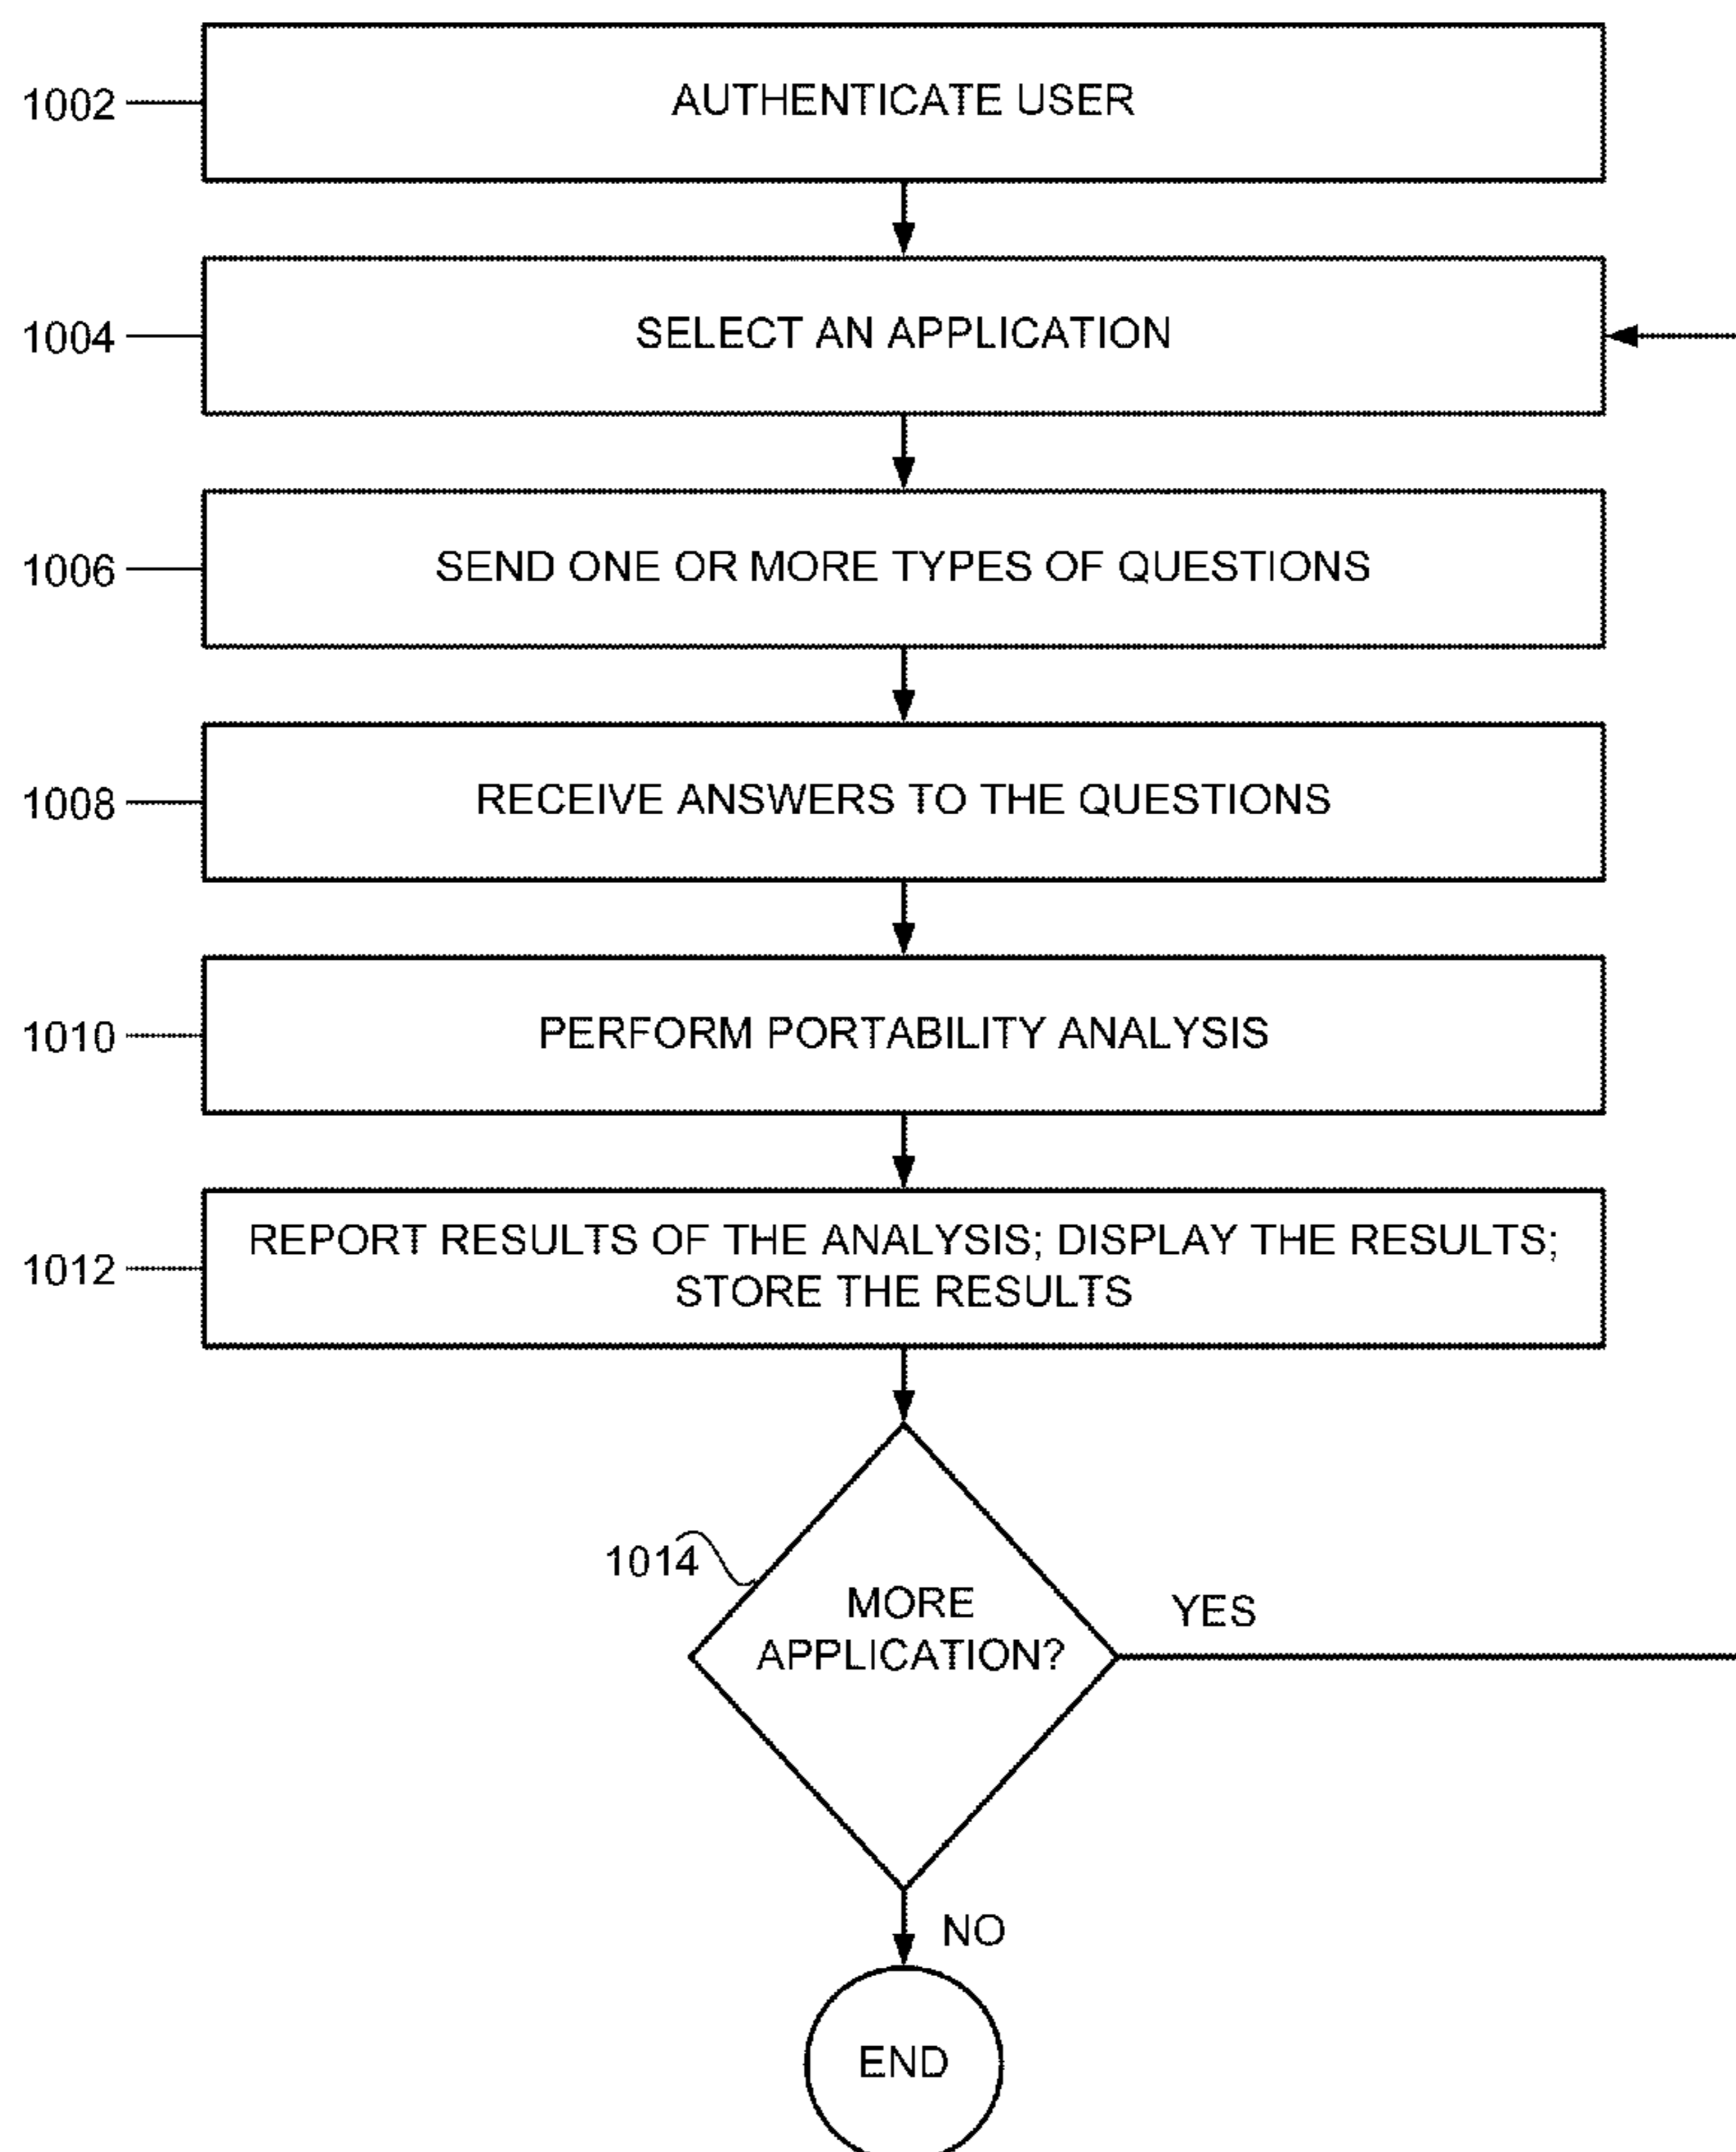 1002
AUTHENTICATE USER
1004
SELECT AN APPLICATION
1006
SEND ONE OR MORE TYPES OF QUESTIONS
1008
RECEIVE ANSWERS TO THE QUESTIONS
1010
PERFORM PORTABILITY ANALYSIS
1012
REPORT RESULTS OF THE ANALYSIS; DISPLAY THE RESULTS;
STORE THE RESULTS
1014
MORE
APPLICATION?
YES
NO
END